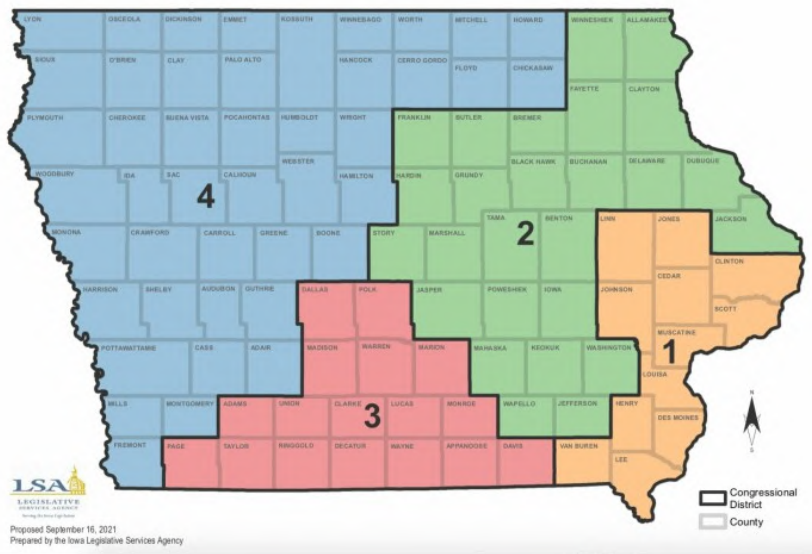 LYON OSCEOLA DICKINSON EMMET KOSSUTH WINNEBAGO WORTH MITCHELL HOWARD WINNESHIEK ALLAMAKEE
SIOUX O'BRIEN CLAY PALO ALTO HANCOCK CERRO GORDO FLOYD CHICKASAW
FAYETTE CLAYTON
PLYMOUTH CHEROKEE BUENA VISTA POCAHONTAS HUMBOLDT WRIGHT FRANKLIN BUTLER BREMER
WEBSTER BLACK HAWK BUCHANAN DELAWARE DUBUQUE
WOODBURY IDA SAC CALHOUN HAMILTON HARDIN GRUNDY
4
TAMA BENTON LINN JONES JACKSON
MONONA CRAWFORD CARROLL GREENE BOONE STORY MARSHALL
2
CLINTON
CEDAR
HARRISON SHELBY AUDUBON GUTHRIE DALLAS POLK JASPER POWESHIEK IOWA JOHNSON
SCOTT
MUSCATINE
POTTAWATTAMIE CAES ADAIR MADISON WARREN MARION MAHASKA KEOKUK WASHINGTON
1
LOUISA
MILLS MONTGOMERY ADAMS UNION CLARKE LUCAS MONROE WAPELLO JEFFERSON HENRY
3
DES MOINES
FREMONT PAGE TAYLOR RINGGOLD DECATUR WAYNE APPANOOSE DAVIS VAN BUREN
LEE
N
S
LSA
LEGISLATIVE
SERVICES AGENCY
Serving the Iowa Legislature
Proposed September 16, 2021
Prepared by the Iowa Legislative Services Agency
Congressional
District
County